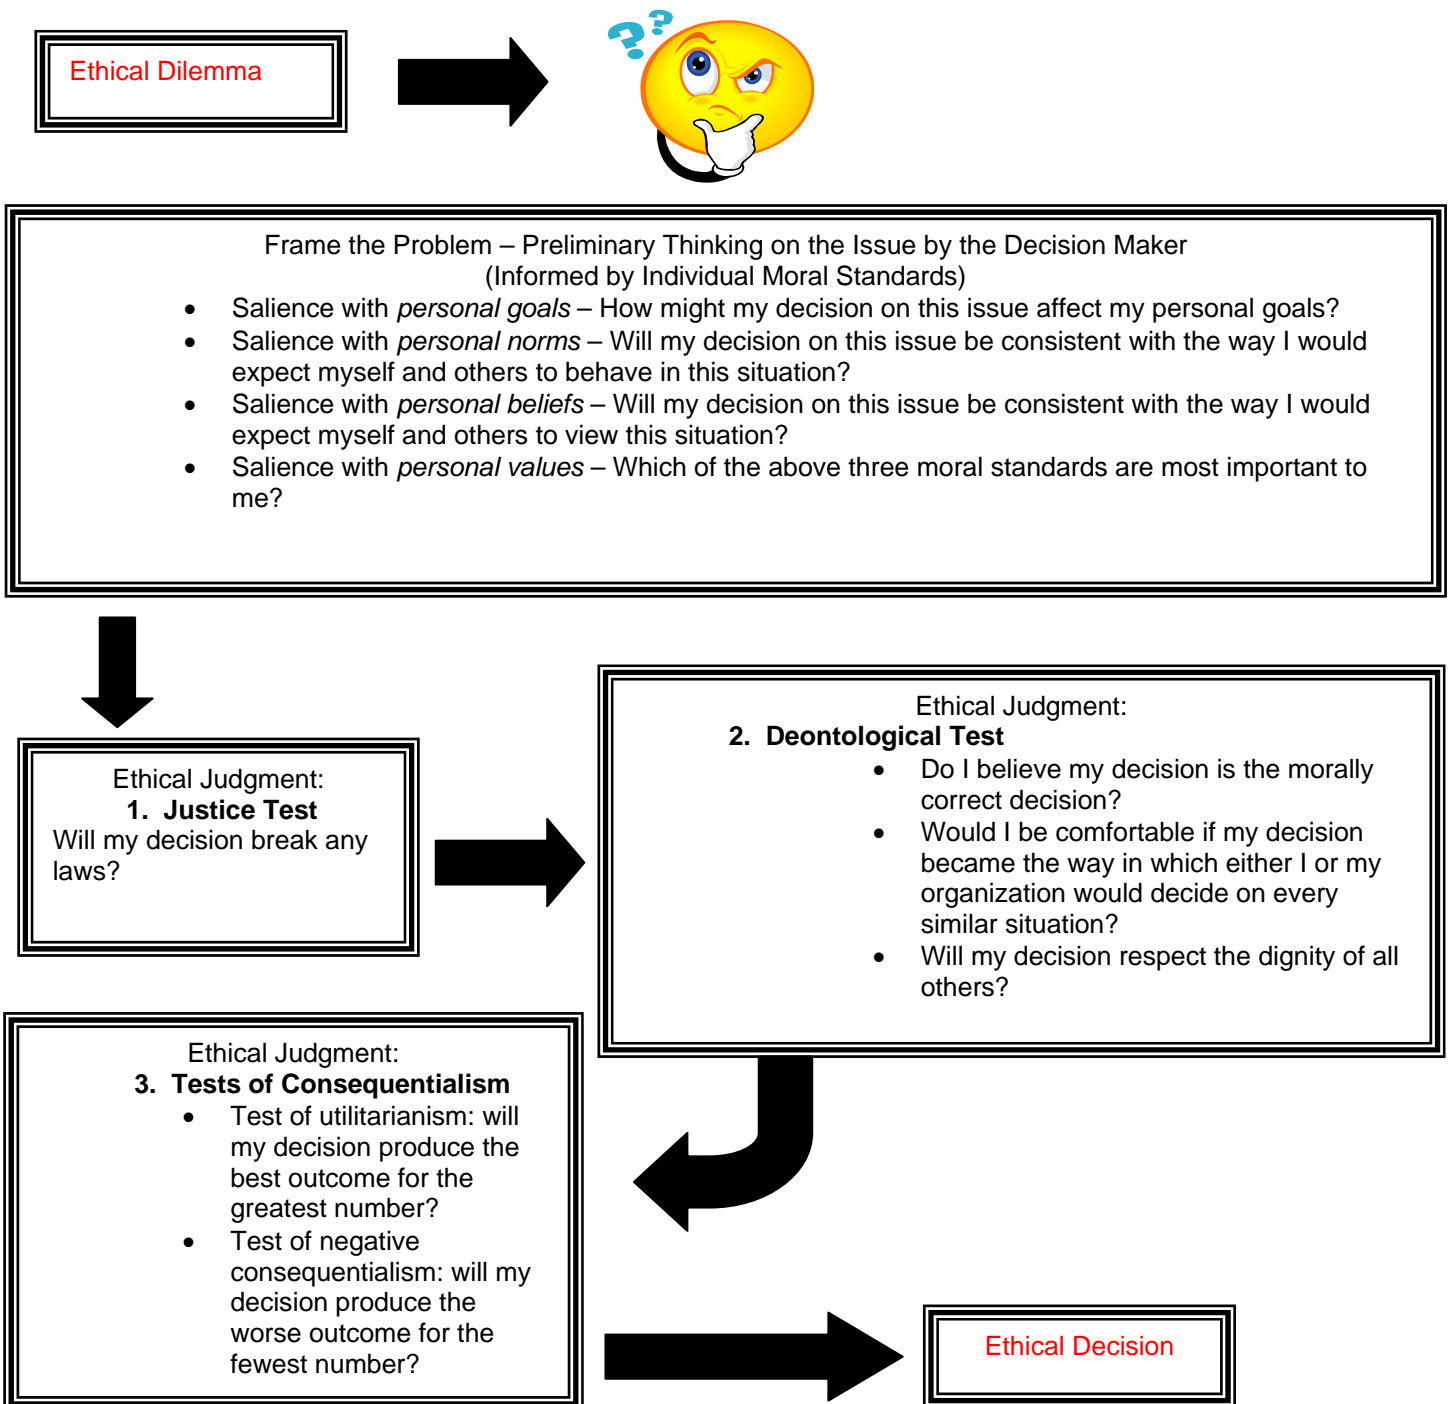 Ethical Dilemma
??
Frame the Problem – Preliminary Thinking on the Issue by the Decision Maker
(Informed by Individual Moral Standards)
• Salience with personal goals – How might my decision on this issue affect my personal goals?
• Salience with personal norms – Will my decision on this issue be consistent with the way I would
expect myself and others to behave in this situation?
• Salience with personal beliefs – Will my decision on this issue be consistent with the way I would
expect myself and others to view this situation?
• Salience with personal values – Which of the above three moral standards are most important to
me?
Ethical Judgment:
1. Justice Test
Will my decision break any
laws?
Ethical Judgment:
2. Deontological Test
• Do I believe my decision is the morally
correct decision?
• Would I be comfortable if my decision
became the way in which either I or my
organization would decide on every
similar situation?
• Will my decision respect the dignity of all
others?
Ethical Judgment:
3. Tests of Consequentialism
• Test of utilitarianism: will
my decision produce the
best outcome for the
greatest number?
• Test of negative
consequentialism: will my
decision produce the
worse outcome for the
fewest number?
Ethical Decision